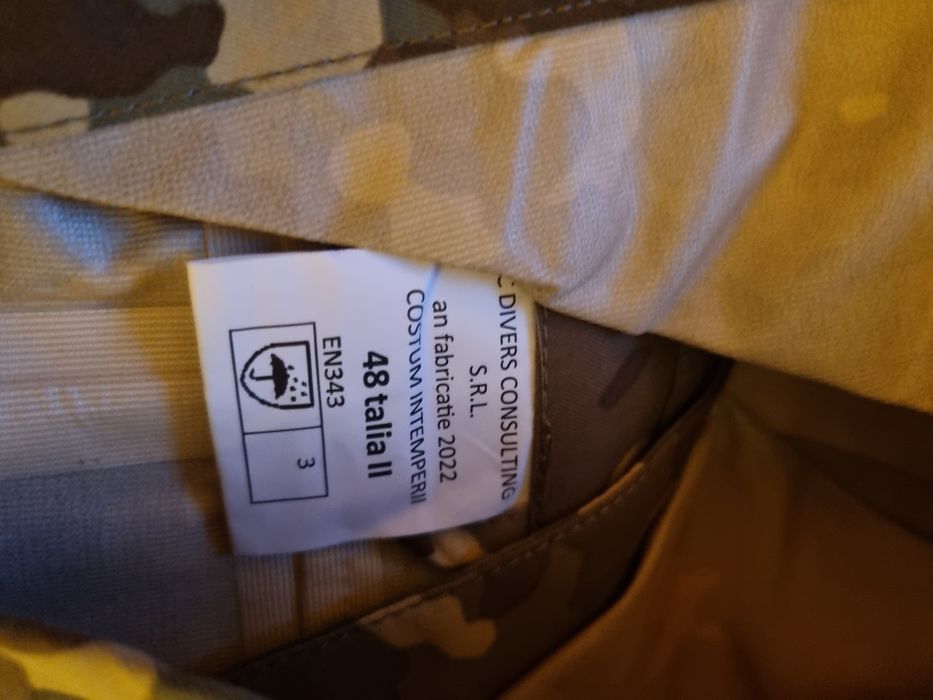 DIVERS CONSULTING
S.R.L.
an fabricatie 2022
COSTUM INTEMPERII
48 talia II
EN343
3